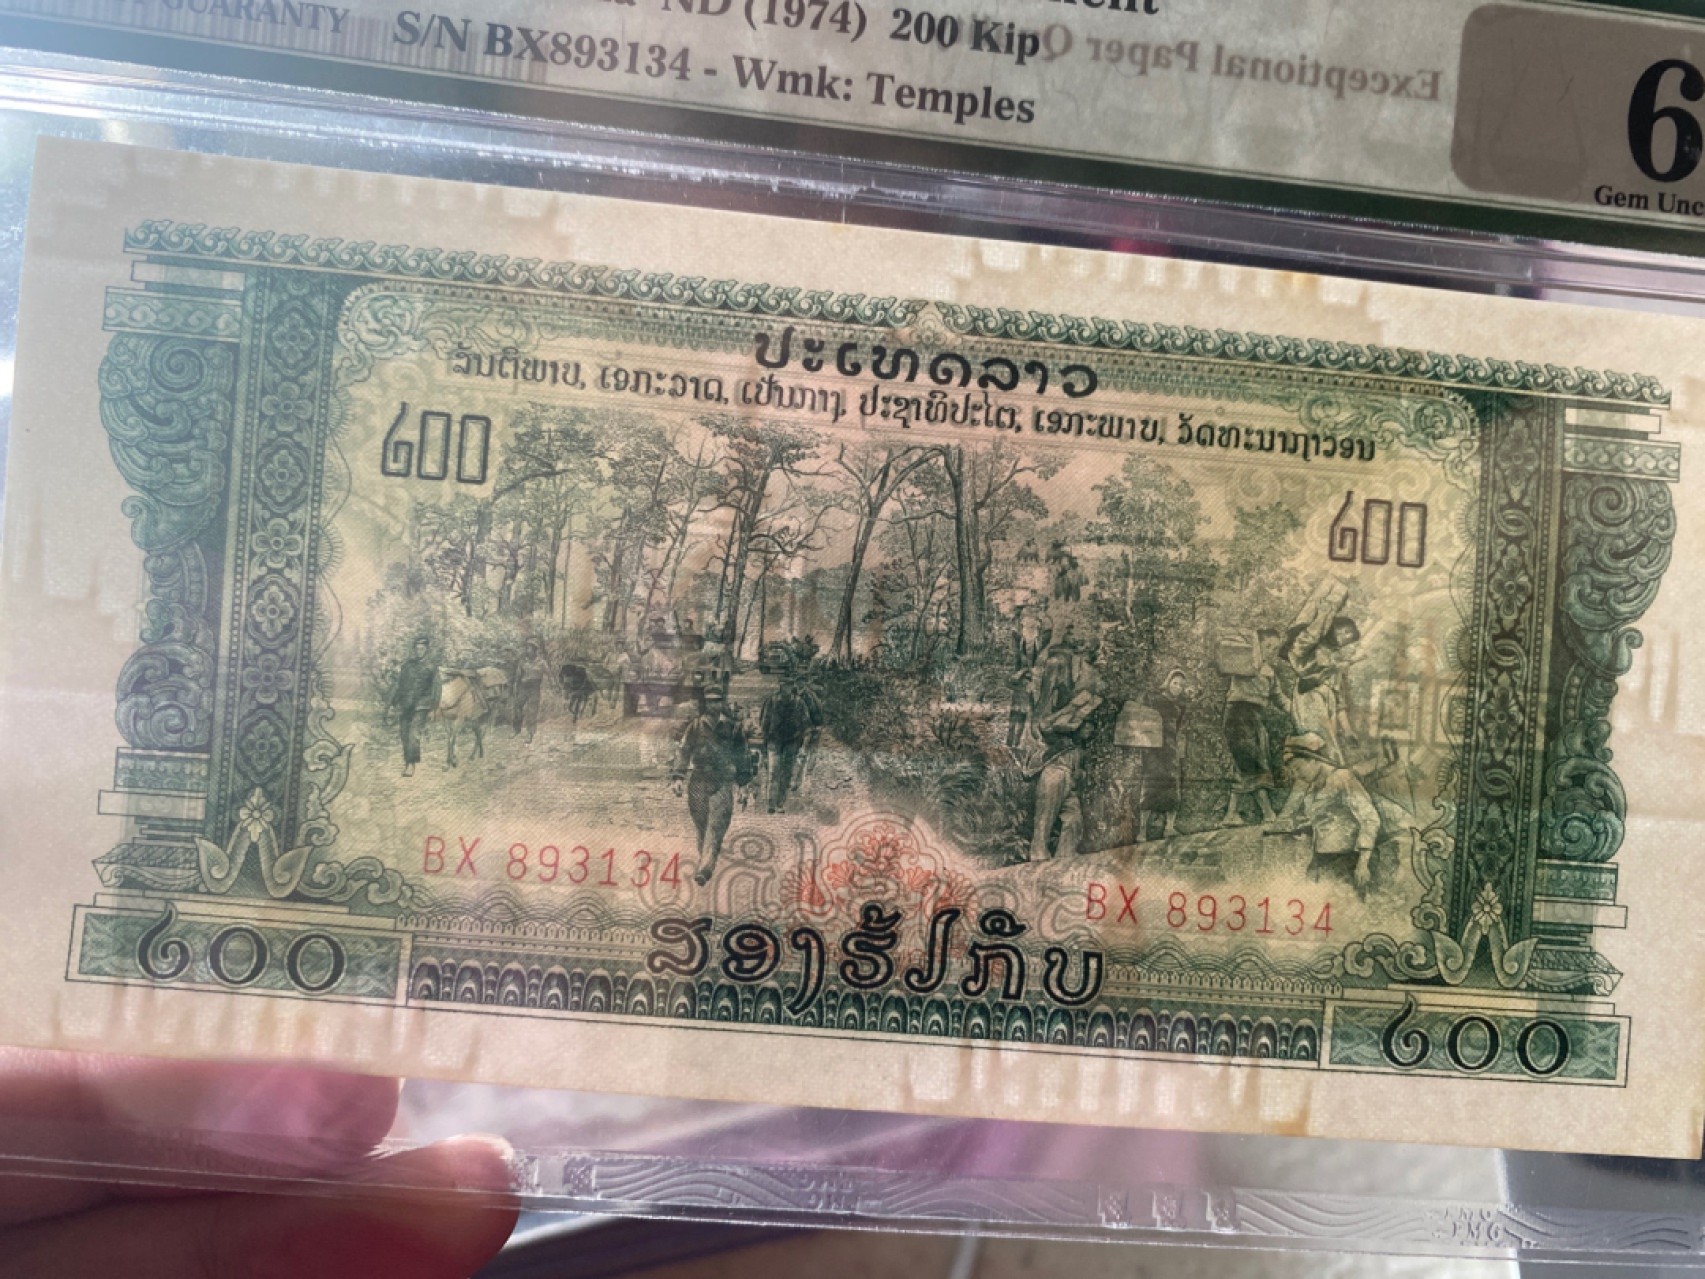 GUARANTY
ND (1974) 200 Kip
Exceptional Paper Q
S/N BX893134 - Wmk: Temples
6
Gem Unc
ປະເທດລາວ
ສັນຕິພາບ, ເອກະລາດ, ເປັນກາງ, ປະຊາທິປະໄຕ, ເອກະພາບ, ວັດທະນາຖາວອນ
໒໐໐
໒໐໐
BX 893134
BX 893134
ສອງຮ້ອຍກີບ
໒໐໐
໒໐໐
PMG